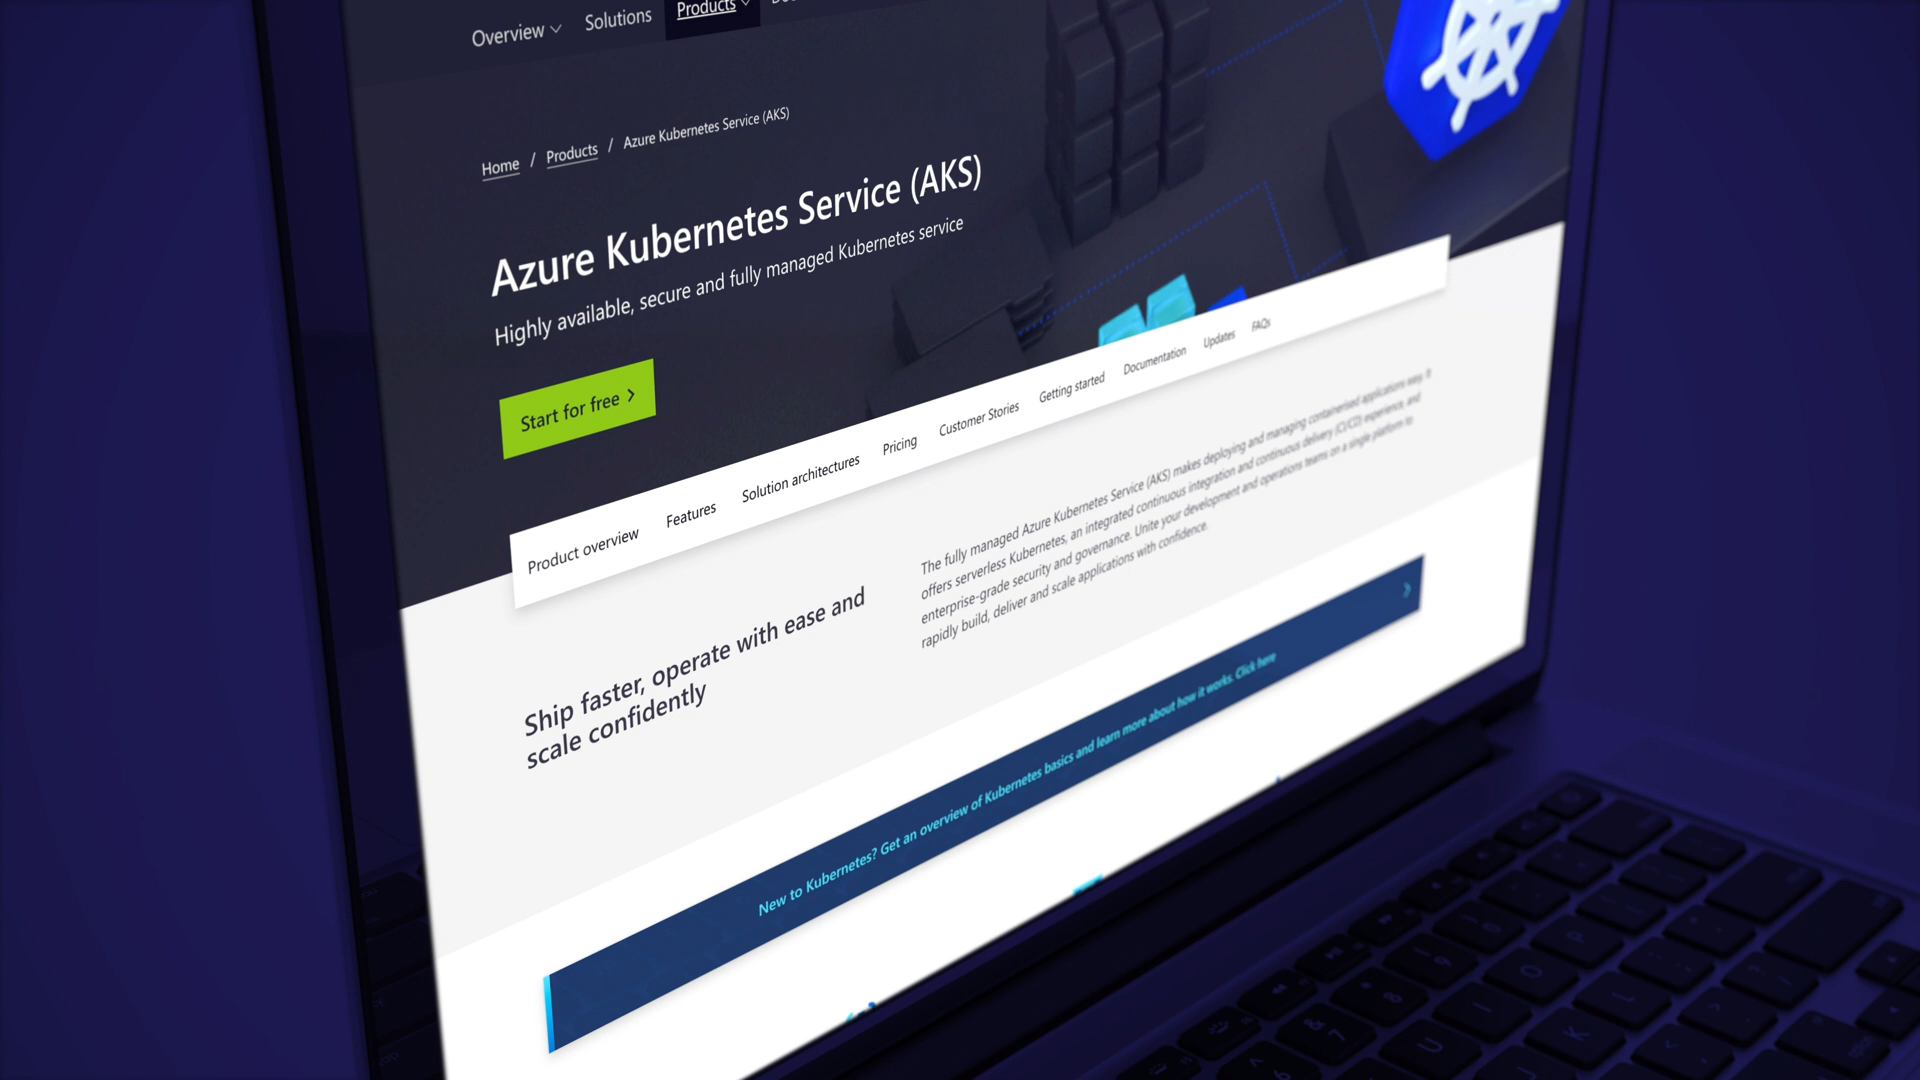 Overview
Solutions
Products
Home / Products / Azure Kubernetes Service (AKS)
Azure Kubernetes Service (AKS)
Highly available, secure and fully managed Kubernetes service
Start for free
Product overview
Features
Solution architectures
Pricing
Customer Stories
Getting started
Documentation
Updates
FAQs
Ship faster, operate with ease and
scale confidently
The fully managed Azure Kubernetes Service (AKS) makes deploying and managing containerised applications easy. It
offers serverless Kubernetes, an integrated continuous integration and continuous delivery (CI/CD) experience, and
enterprise-grade security and governance. Unite your development and operations teams on a single platform to
rapidly build, deliver and scale applications with confidence.
New to Kubernetes? Get an overview of Kubernetes basics and learn more about how it works. Click here